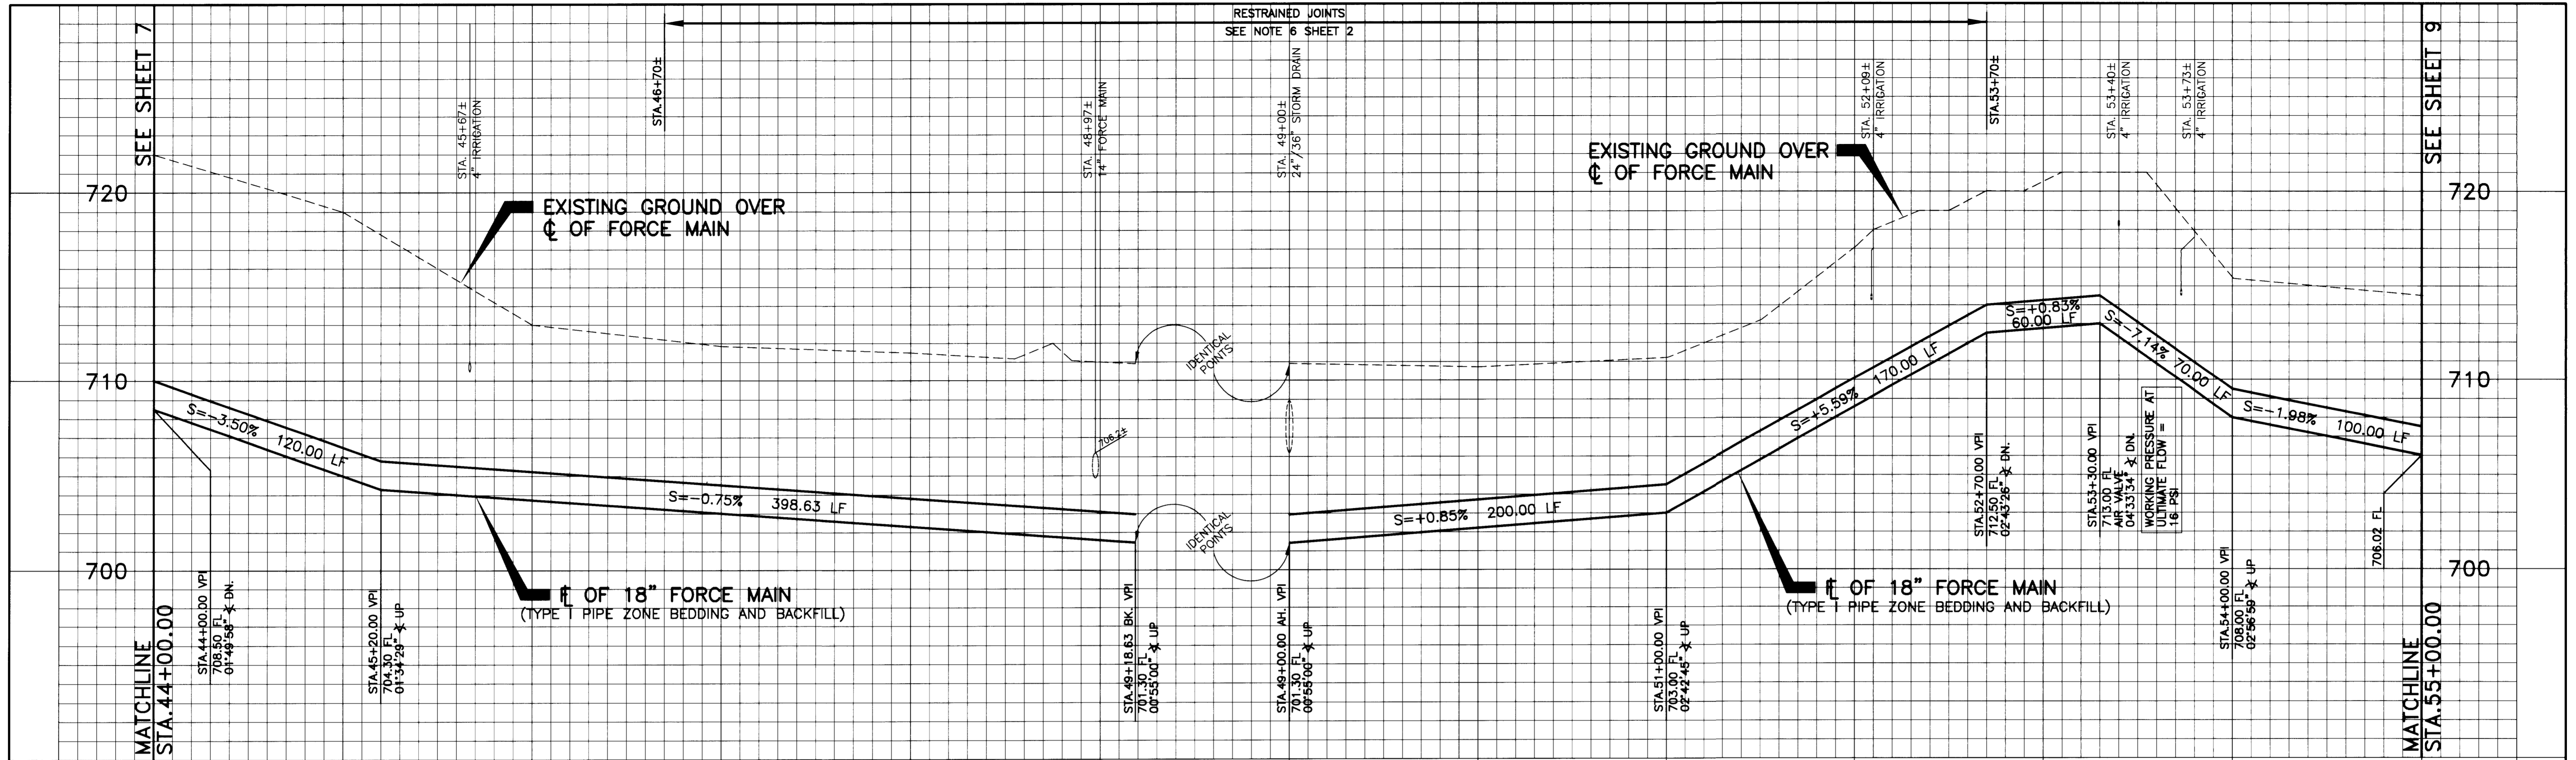 RESTRAINED JOINTS
SEE NOTE 6 SHEET 2
SEE SHEET 7
STA. 45+67±
4" IRRIGATION
STA.46+70±
STA. 48+97±
14" FORCE MAIN
STA. 49+00±
24"/36" STORM DRAIN
STA. 52+09±
4" IRRIGATION
STA.53+70±
STA. 53+40±
4" IRRIGATION
STA. 53+73±
4" IRRIGATION
SEE SHEET 9
720
EXISTING GROUND OVER
℄ OF FORCE MAIN
EXISTING GROUND OVER
℄ OF FORCE MAIN
720
710
IDENTICAL
POINTS
710
S=-3.50% 120.00 LF
S=-0.75% 398.63 LF
706.2±
IDENTICAL
POINTS
S=+0.85% 200.00 LF
S=+5.59% 170.00 LF
S=+0.83%
60.00 LF
S=-7.14% 70.00 LF
S=-1.98% 100.00 LF
700
FL OF 18" FORCE MAIN
(TYPE I PIPE ZONE BEDDING AND BACKFILL)
FL OF 18" FORCE MAIN
(TYPE I PIPE ZONE BEDDING AND BACKFILL)
700
MATCHLINE
STA.44+00.00
STA.44+00.00 VPI
708.50 FL
01°49'58" ∡ DN.
STA.45+20.00 VPI
704.30 FL
01°34'29" ∡ UP
STA.49+18.63 BK. VPI
701.30 FL
00°55'00" ∡ UP
STA.49+00.00 AH. VPI
701.30 FL
00°55'00" ∡ UP
STA.51+00.00 VPI
703.00 FL
02°42'45" ∡ UP
STA.52+70.00 VPI
712.50 FL
02°43'26" ∡ DN.
STA.53+30.00 VPI
713.00 FL
AIR VALVE
04°33'34" ∡ DN.
WORKING PRESSURE AT
ULTIMATE FLOW =
16 PSI
STA.54+00.00 VPI
708.00 FL
02°56'59" ∡ UP
706.02 FL
MATCHLINE
STA.55+00.00